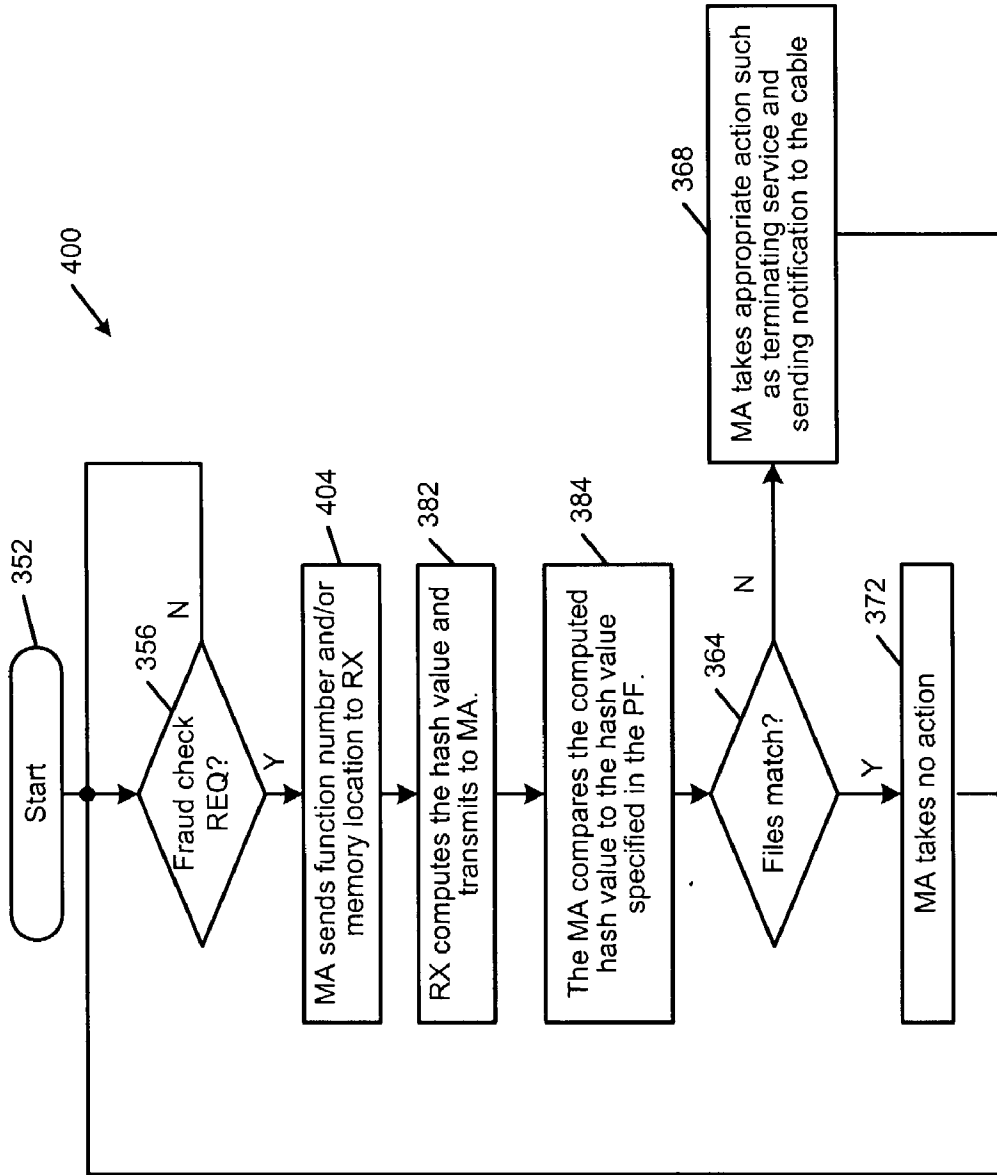 400
Start
352
Fraud check
REQ?
356
N
Y
MA sends function number and/or
memory location to RX
404
RX computes the hash value and
transmits to MA.
382
The MA compares the computed
hash value to the hash value
specified in the PF.
384
Files match?
364
N
Y
MA takes appropriate action such
as terminating service and
sending notification to the cable
368
MA takes no action
372